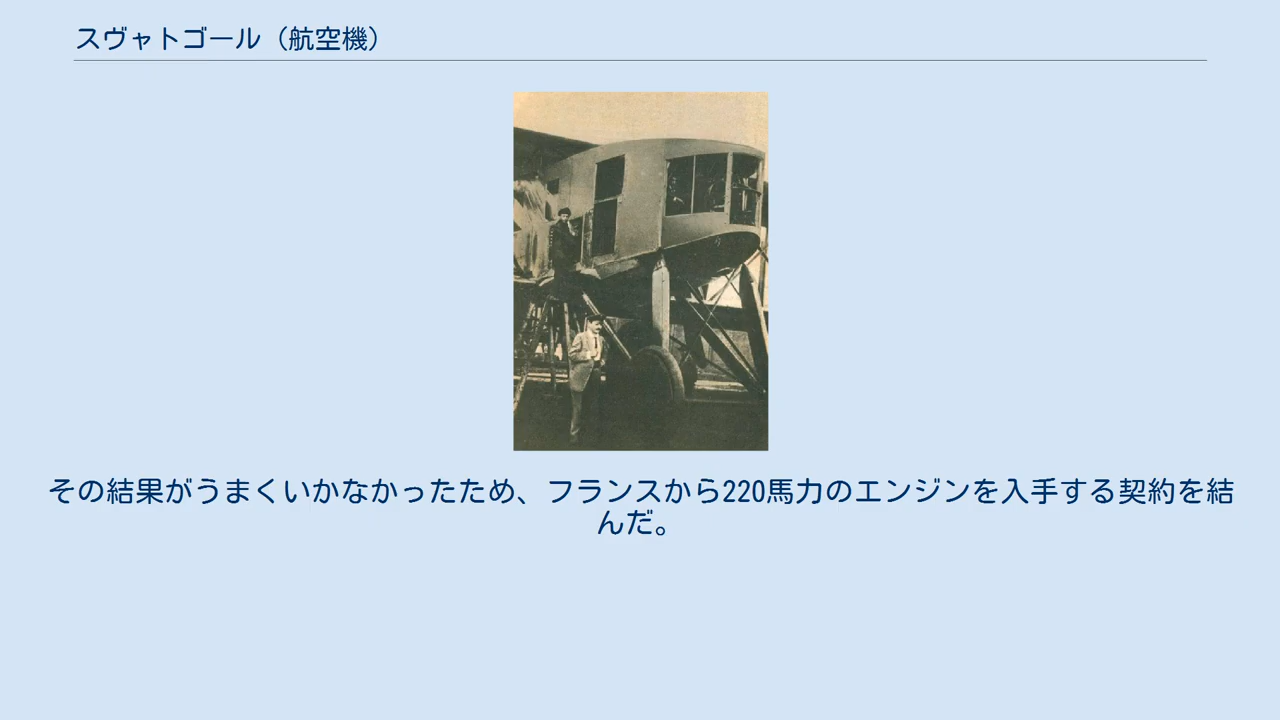 スヴャトゴール（航空機）
その結果がうまくいかなかったため、フランスから220馬力のエンジンを入手する契約を結
んだ。